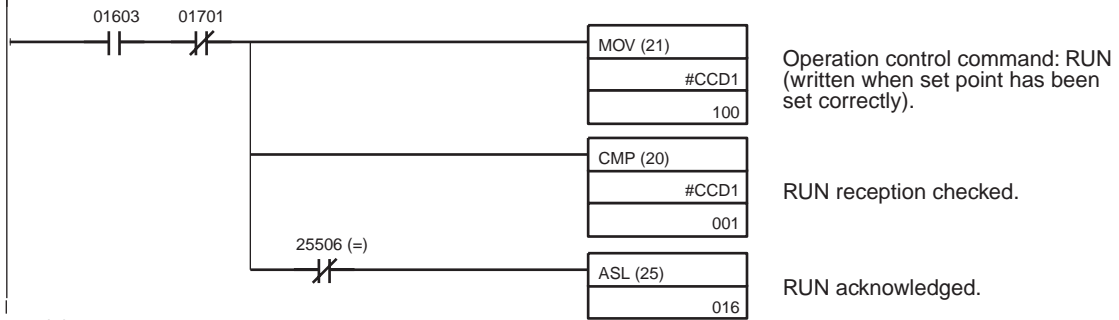 01603 01701
MOV (21)
#CCD1
100
Operation control command: RUN
(written when set point has been
set correctly).
CMP (20)
#CCD1
001
RUN reception checked.
25506 (=)
ASL (25)
016
RUN acknowledged.